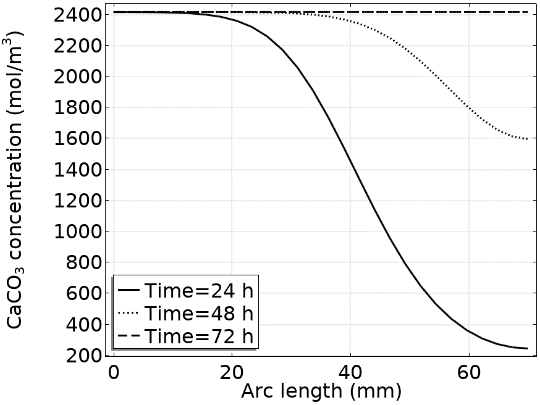 CaCO₃ concentration (mol/m³)
2400
2200
2000
1800
1600
1400
1200
1000
800
600
400
200
Time=24 h
Time=48 h
Time=72 h
0 20 40 60
Arc length (mm)